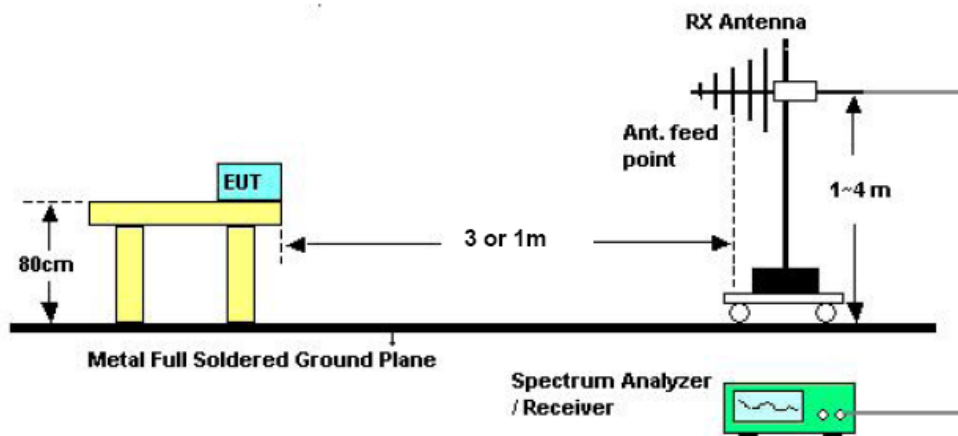 RX Antenna
Ant. feed
point
EUT
1~4 m
3 or 1m
80cm
Metal Full Soldered Ground Plane
Spectrum Analyzer
/ Receiver